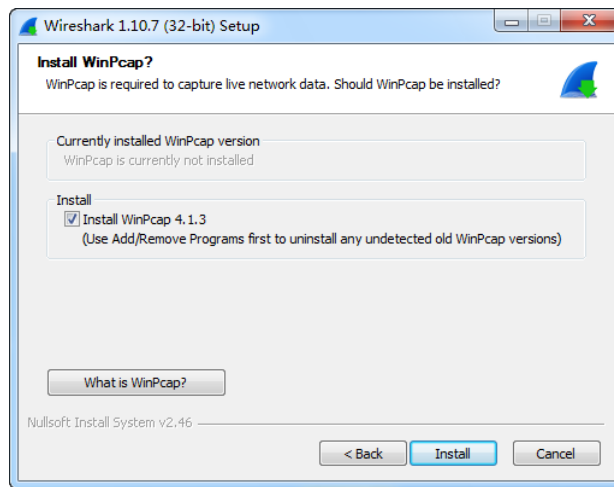 Wireshark 1.10.7 (32-bit) Setup
Install WinPcap?
WinPcap is required to capture live network data. Should WinPcap be installed?
Currently installed WinPcap version
WinPcap is currently not installed
Install
Install WinPcap 4.1.3
(Use Add/Remove Programs first to uninstall any undetected old WinPcap versions)
What is WinPcap?
Nullsoft Install System v2.46
< Back
Install
Cancel